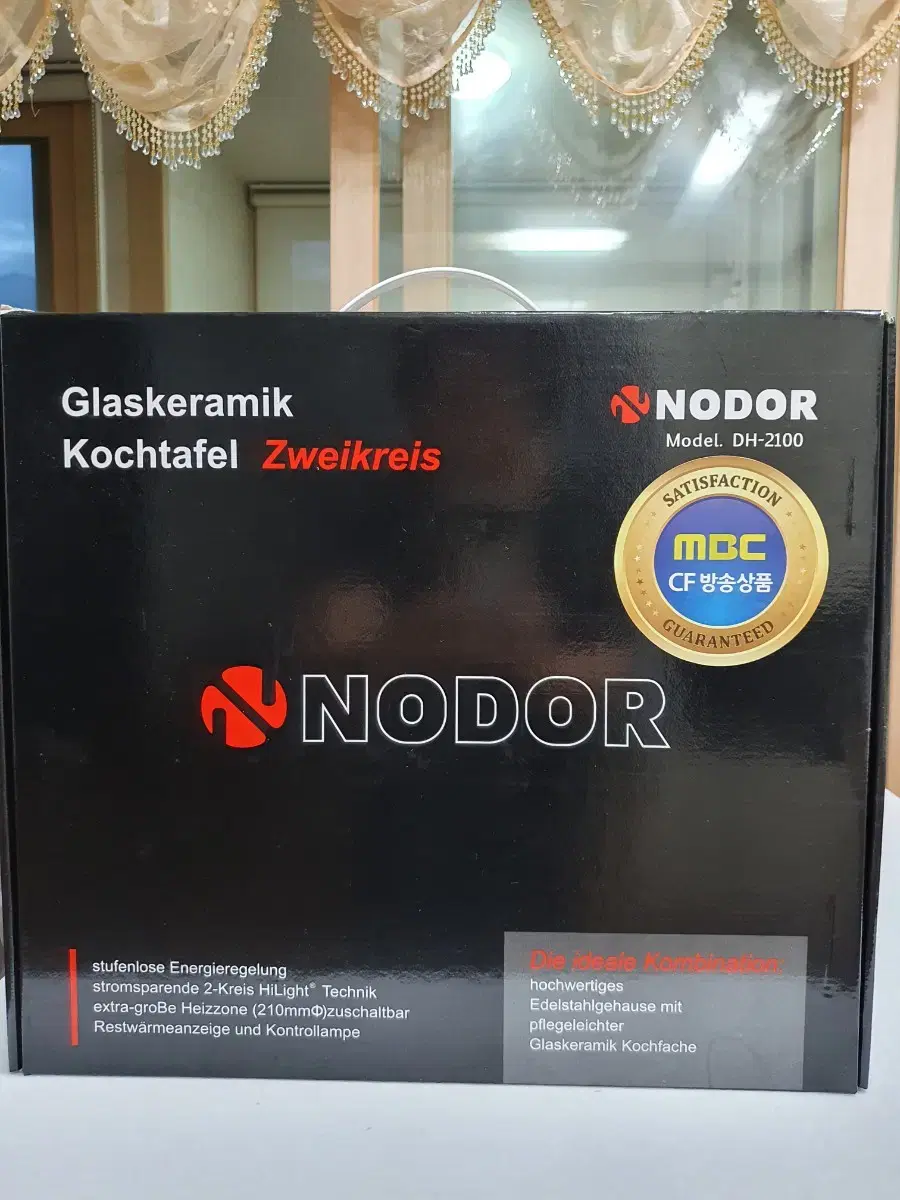 Glaskeramik
Kochtafel Zweikreis
NODOR
Model. DH-2100
SATISFACTION
MBC
CF 방송상품
GUARANTEED
NODOR
stufenlose Energieregelung
stromsparende 2-Kreis HiLight® Technik
extra-groBe Heizzone (210mmΦ)zuschaltbar
Restwärmeanzeige und Kontrollampe
Die ideale Kombination:
hochwertiges
Edelstahlgehause mit
pflegeleichter
Glaskeramik Kochfache